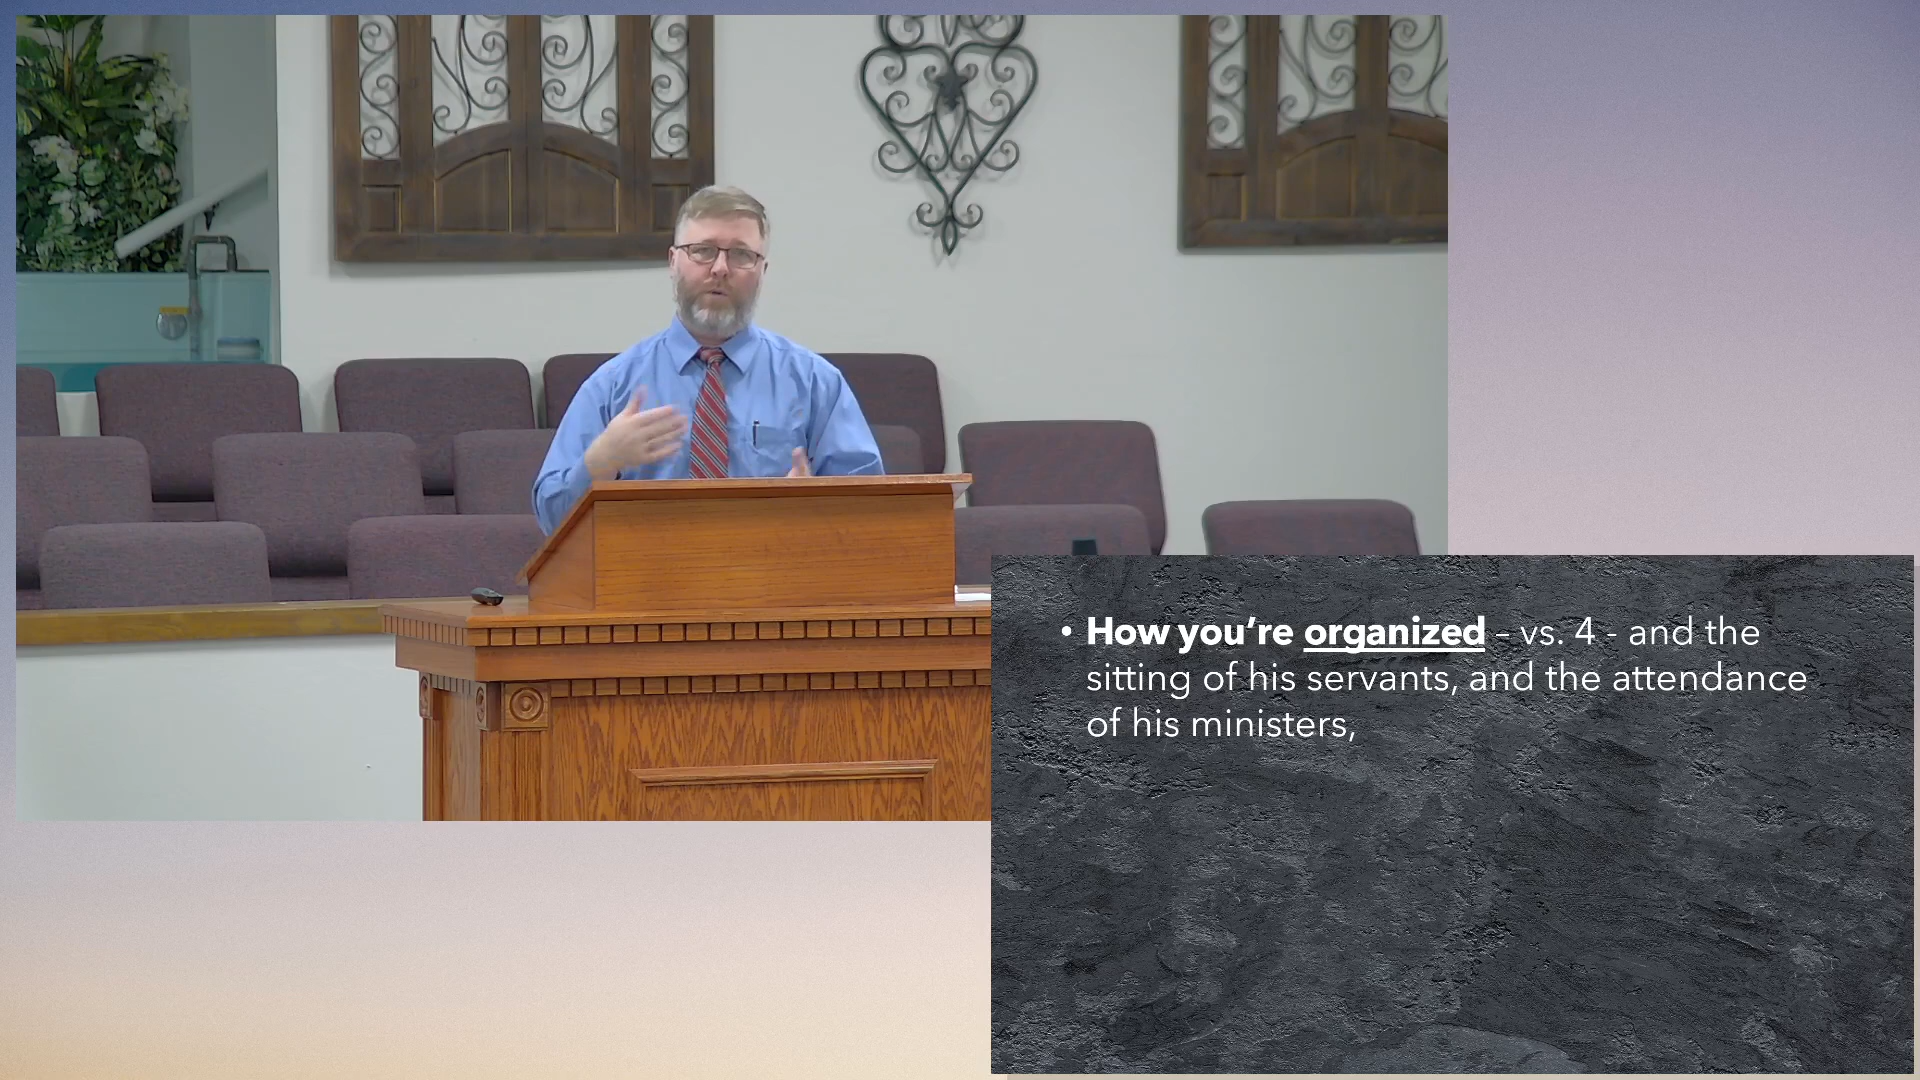 • How you're organized – vs. 4 - and the
sitting of his servants, and the attendance
of his ministers,